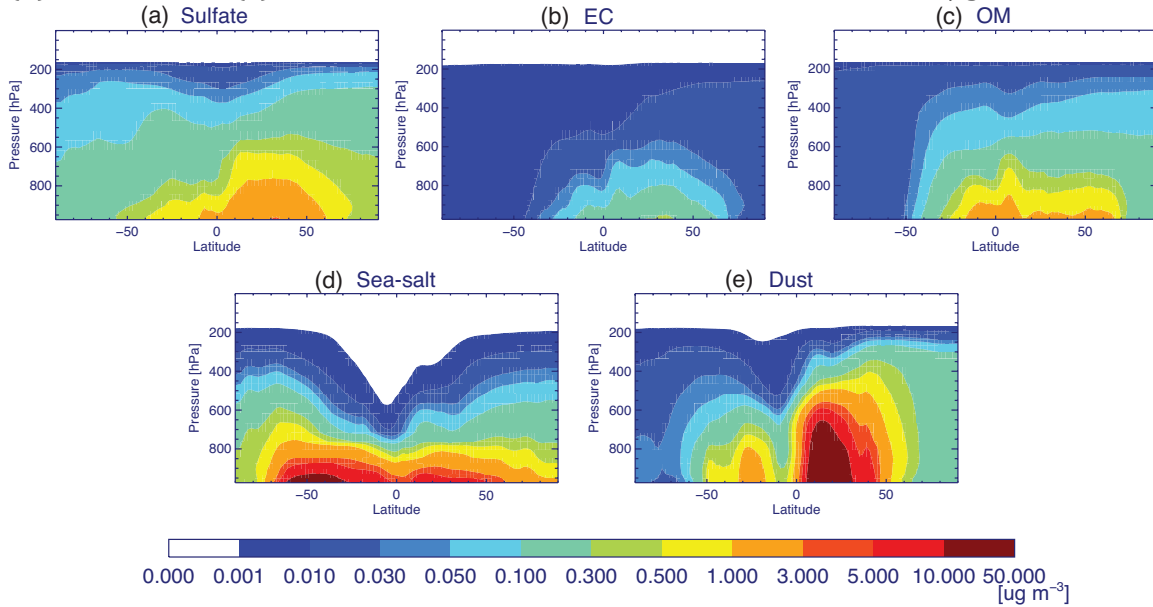 (a) Sulfate
(b) EC
(c) OM
Pressure [hPa]
200
400
600
800
−50 0 50
Latitude
Pressure [hPa]
200
400
600
800
−50 0 50
Latitude
Pressure [hPa]
200
400
600
800
−50 0 50
Latitude
(d) Sea-salt
(e) Dust
Pressure [hPa]
200
400
600
800
−50 0 50
Latitude
Pressure [hPa]
200
400
600
800
−50 0 50
Latitude
0.000 0.001 0.010 0.030 0.050 0.100 0.300 0.500 1.000 3.000 5.000 10.000 50.000
[ug m⁻³]